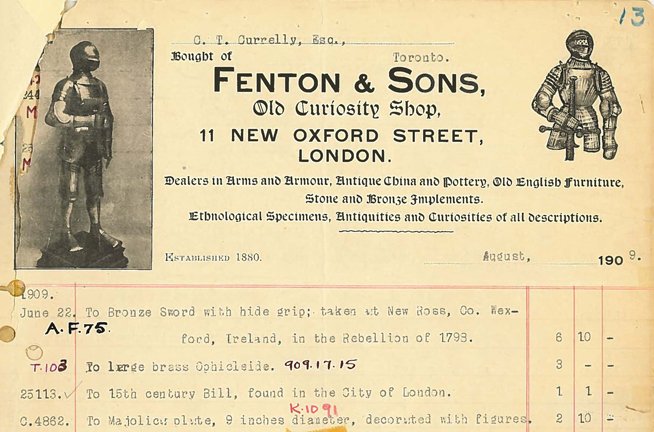 13
C. T. Currelly, Esq.,
Bought of Toronto.
FENTON & SONS,
Old Curiosity Shop,
11 NEW OXFORD STREET,
LONDON.
Dealers in Arms and Armour, Antique China and Pottery, Old English Furniture,
Stone and Bronze Implements.
Ethnological Specimens, Antiquities and Curiosities of all descriptions.
ESTABLISHED 1880.
August, 1909.
1909.
June 22. To Bronze Sword with hide grip; taken at New Ross, Co. Wex-
A.F.75.
ford, Ireland, in the Rebellion of 1798. 6 10 -
T.103 To large brass Ophicleide. 909.17.15 3 - -
25113. ✓ To 15th century Bill, found in the City of London. 1 1 -
K.1091
C.4862. To Majolica plate, 9 inches diameter, decorated with figures. 2 10 -
244
M
M